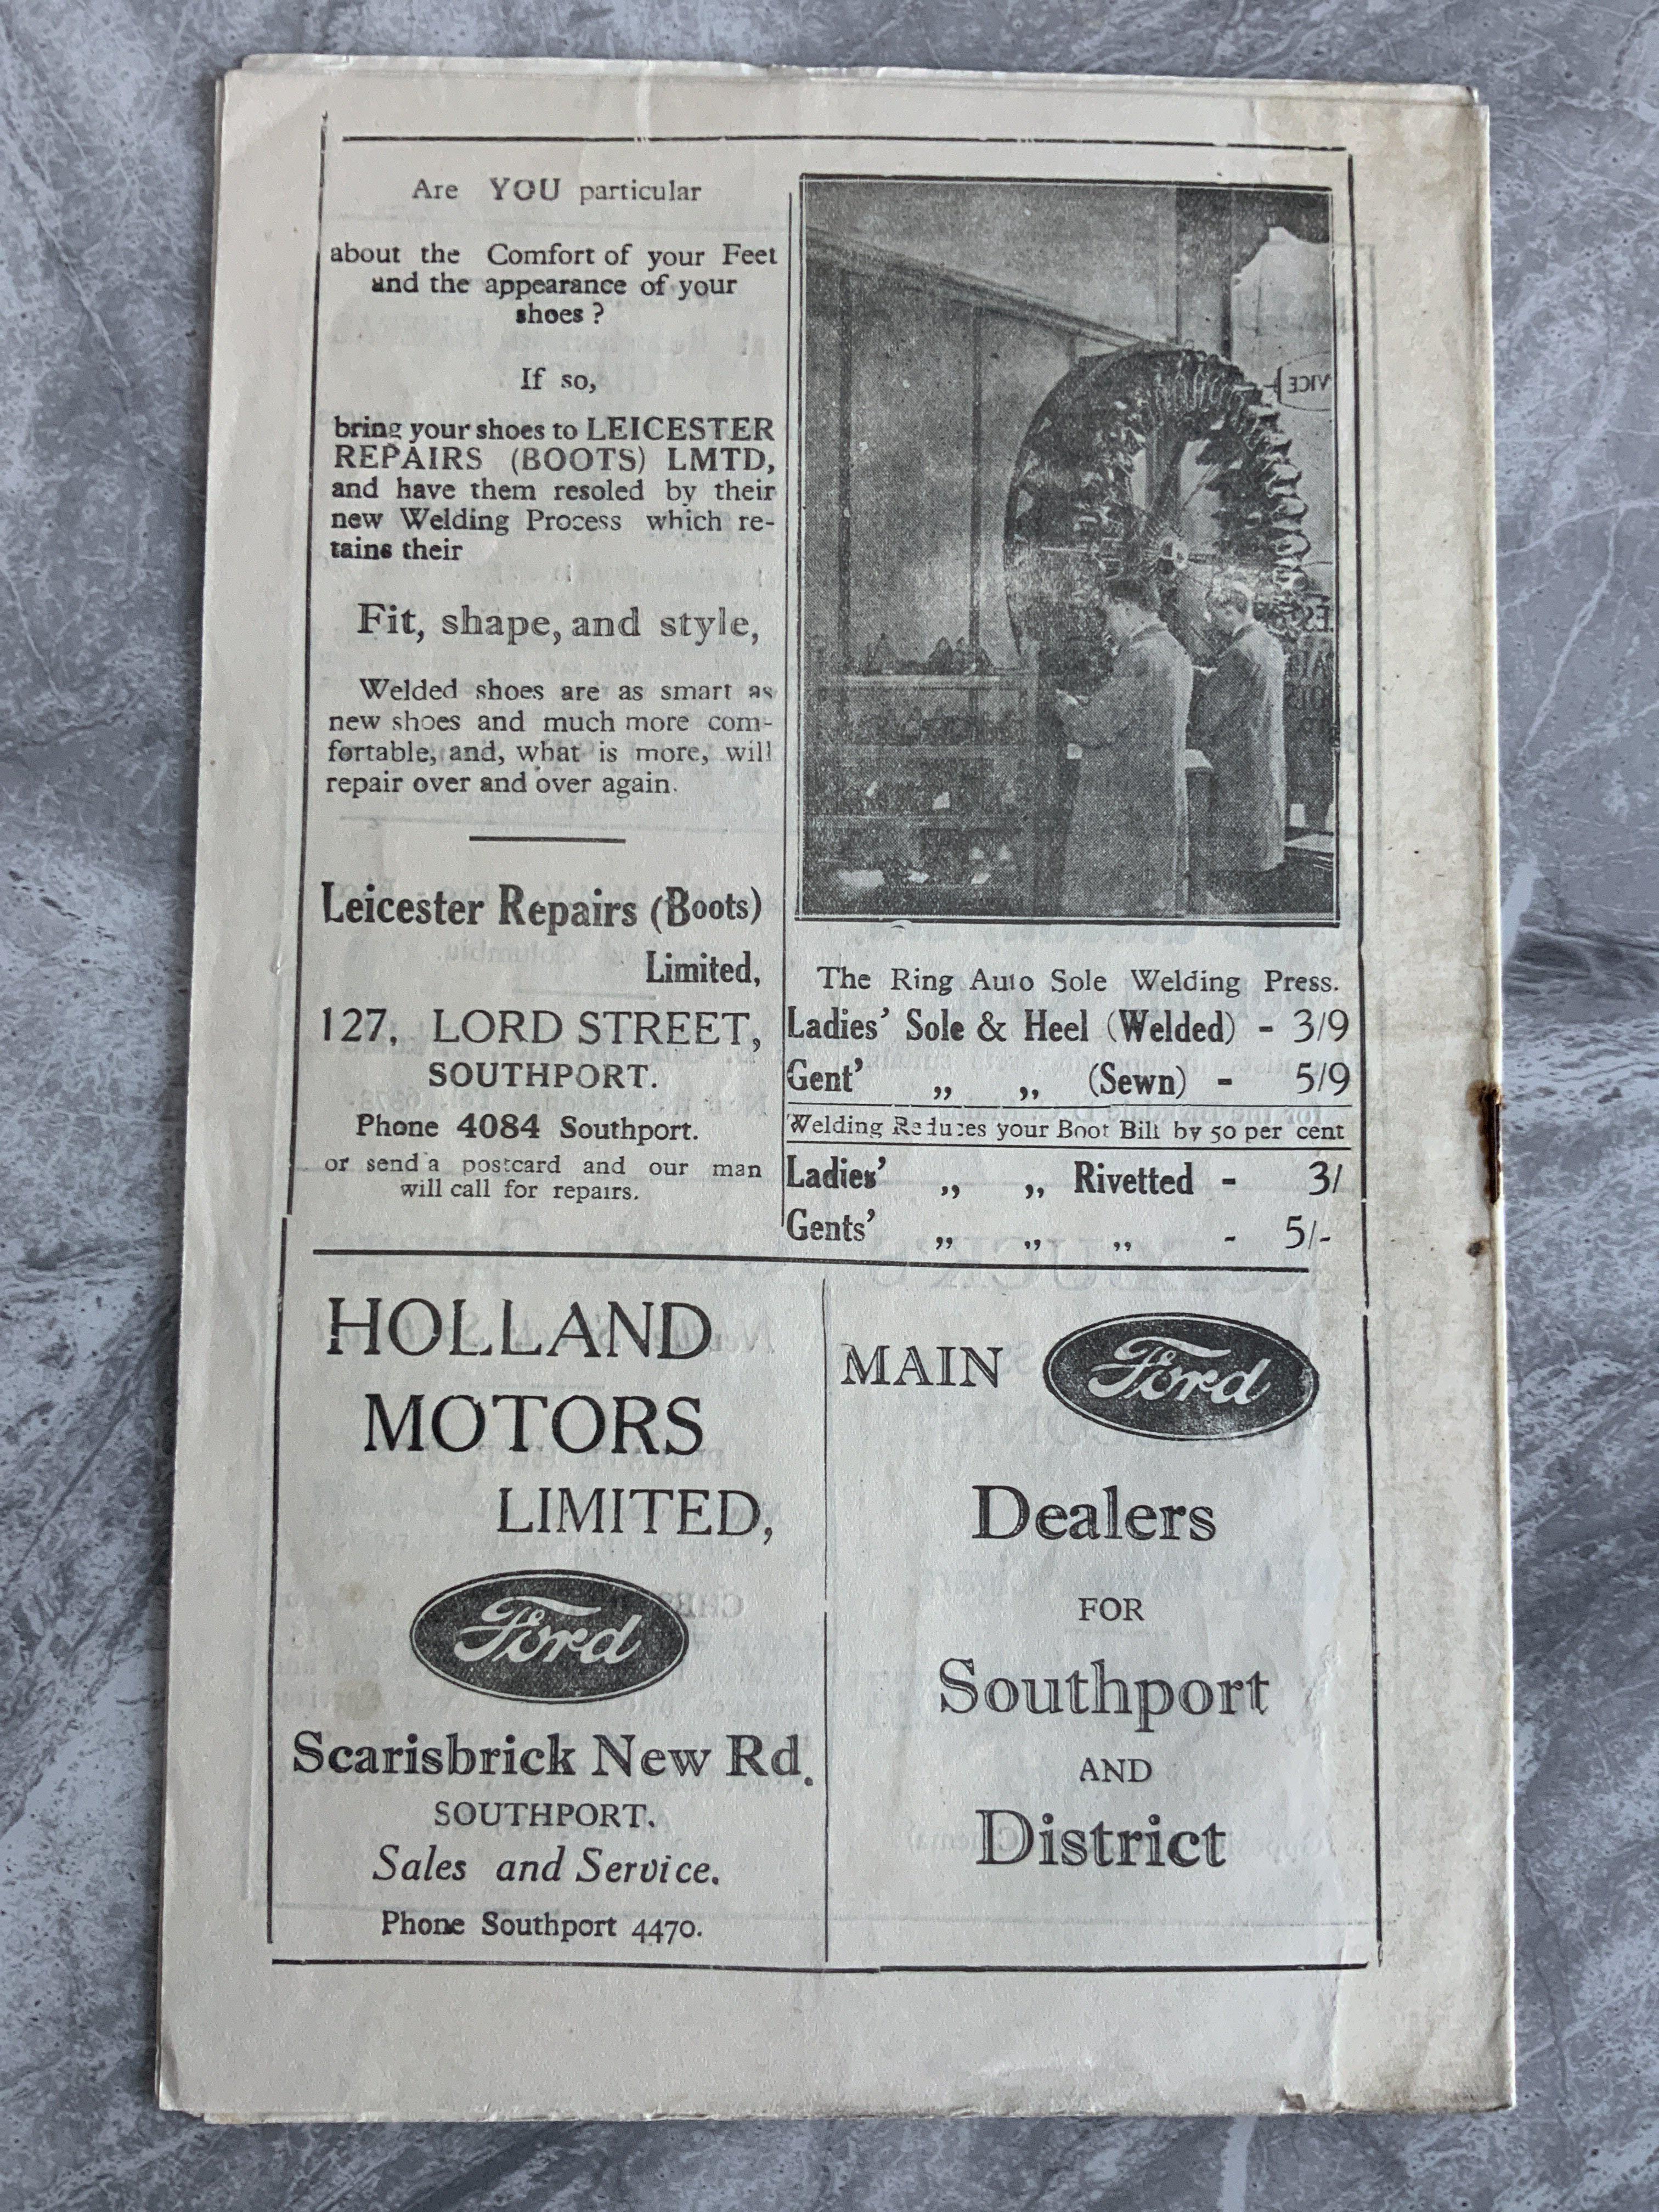 Are YOU particular
about the Comfort of your Feet
and the appearance of your
shoes ?
If so,
bring your shoes to LEICESTER
REPAIRS (BOOTS) LMTD,
and have them resoled by their
new Welding Process which re-
tains their
Fit, shape, and style,
Welded shoes are as smart as
new shoes and much more com-
fortable, and, what is more, will
repair over and over again.
Leicester Repairs (Boots)
Limited,
127, LORD STREET,
SOUTHPORT.
Phone 4084 Southport.
or send a postcard and our man
will call for repairs.
The Ring Auto Sole Welding Press.
Ladies' Sole & Heel (Welded) - 3/9
Gent' ,, ,, (Sewn) - 5/9
Welding Reduces your Boot Bill by 50 per cent
Ladies' ,, ,, Rivetted - 3/
Gents' ,, ,, ,, - 5/-
HOLLAND
MOTORS
LIMITED,
Ford
Scarisbrick New Rd.
SOUTHPORT.
Sales and Service.
Phone Southport 4470.
MAIN Ford
Dealers
FOR
Southport
AND
District